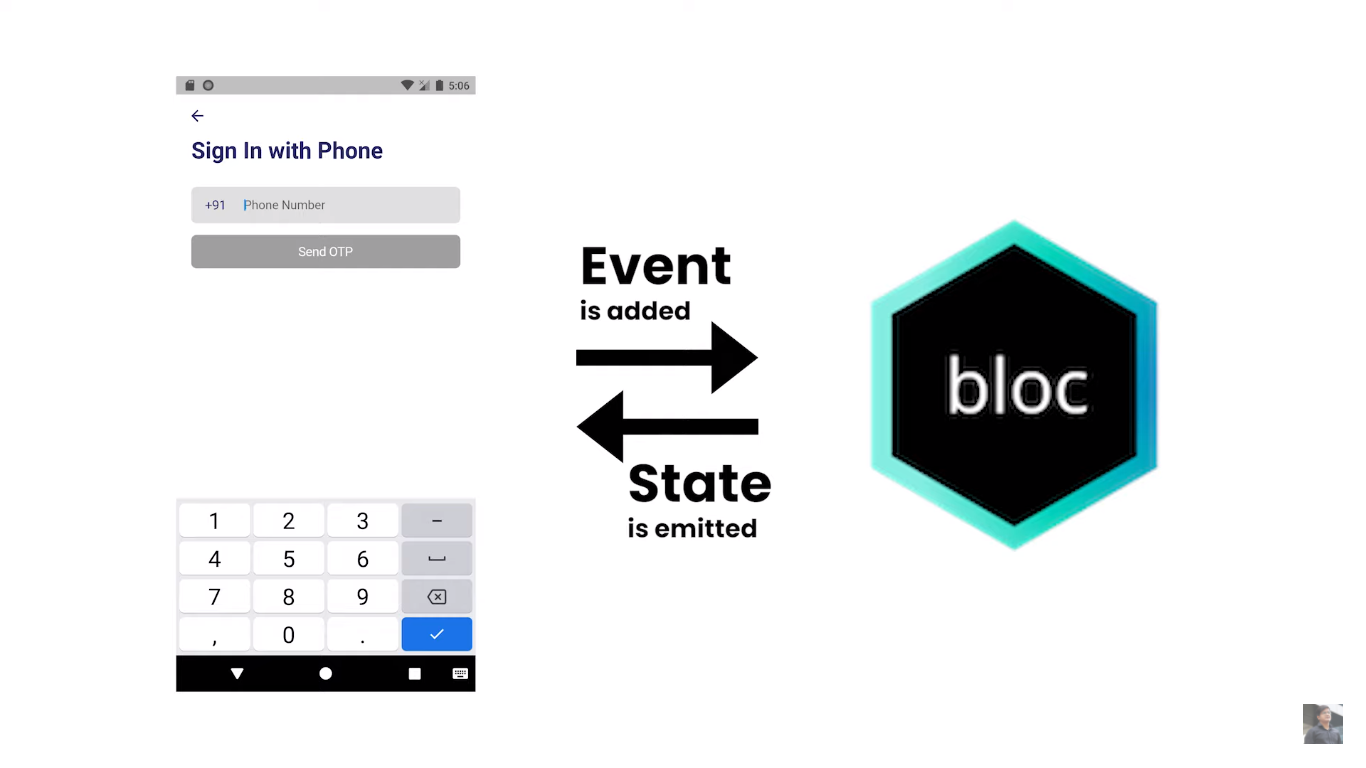 5:06
Sign In with Phone
+91 Phone Number
Send OTP
Event
is added
State
is emitted
bloc
1 2 3 -
4 5 6
7 8 9
, 0 .